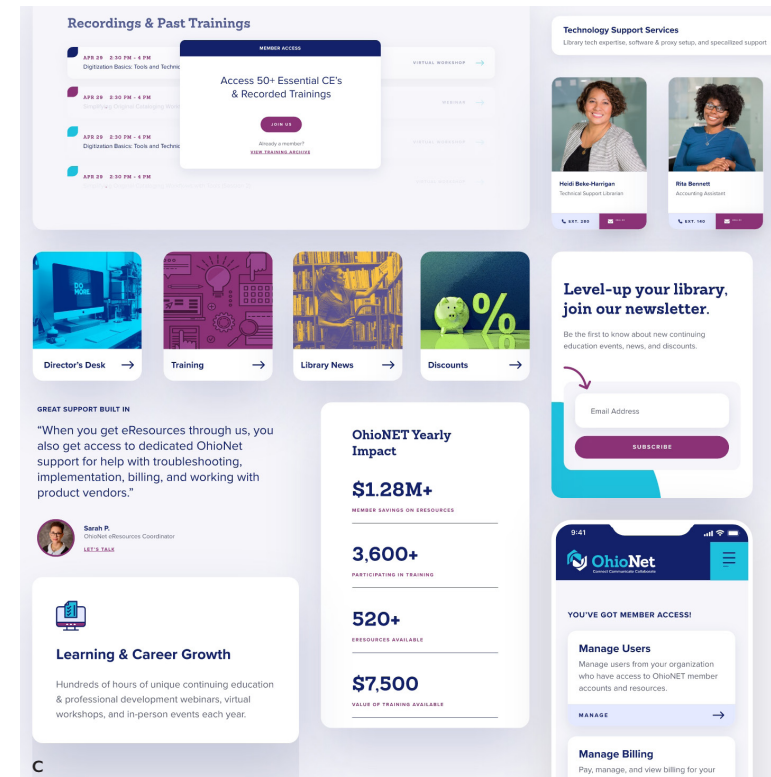 Recordings & Past Trainings
APR 29 2:30 PM - 4 PM
Digitization Basics: Tools and Technic
VIRTUAL WORKSHOP
APR 29 2:30 PM - 4 PM
WEBINAR
APR 29 2:30 PM - 4 PM
Digitization Basics: Tools and Technic
VIRTUAL WORKSHOP
APR 29 2:30 PM - 4 PM
VIRTUAL WORKSHOP
MEMBER ACCESS
Access 50+ Essential CE's
& Recorded Trainings
JOIN US
Already a member?
VIEW TRAINING ARCHIVE
Technology Support Services
Library tech expertise, software & proxy setup, and specialized support
Heidi Beke-Harrigan
Technical Support Librarian
EXT. 280
Rita Bennett
Accounting Assistant
EXT. 140
DO
MORE.
Director's Desk
Training
Library News
%
Discounts
Level-up your library,
join our newsletter.
Be the first to know about new continuing
education events, news, and discounts.
Email Address
SUBSCRIBE
GREAT SUPPORT BUILT IN
“When you get eResources through us, you
also get access to dedicated OhioNet
support for help with troubleshooting,
implementation, billing, and working with
product vendors.”
Sarah P.
OhioNet eResources Coordinator
LET'S TALK
OhioNET Yearly
Impact
$1.28M+
MEMBER SAVINGS ON ERESOURCES
3,600+
PARTICIPATING IN TRAINING
520+
ERESOURCES AVAILABLE
$7,500
VALUE OF TRAINING AVAILABLE
Learning & Career Growth
Hundreds of hours of unique continuing education
& professional development webinars, virtual
workshops, and in-person events each year.
C
9:41
OhioNet
Connect Communicate Collaborate
YOU'VE GOT MEMBER ACCESS!
Manage Users
Manage users from your organization
who have access to OhioNET member
accounts and resources.
MANAGE
Manage Billing
Pay, manage, and view billing for your